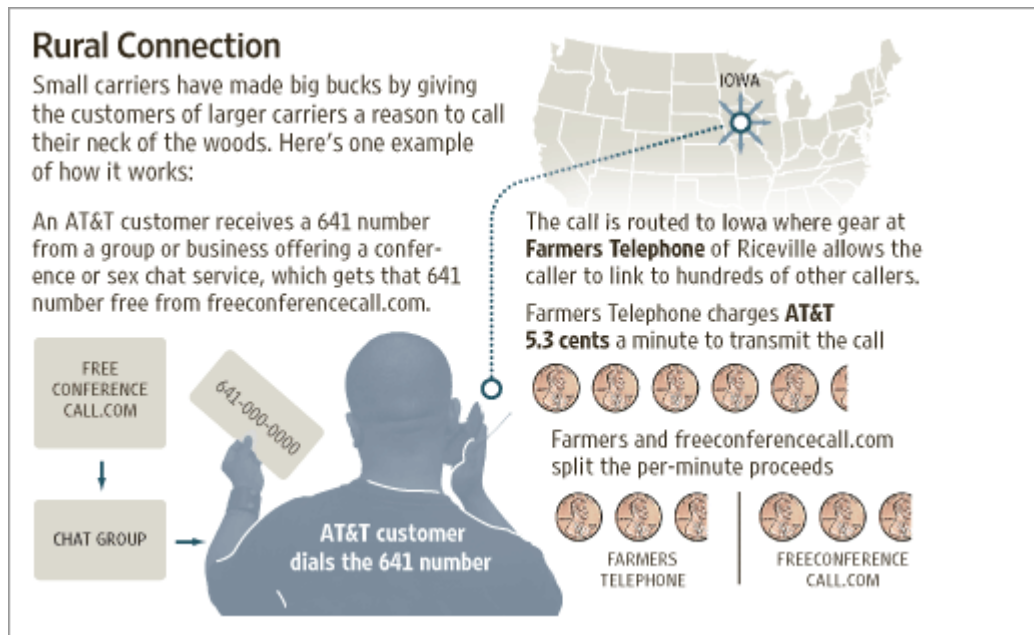 Rural Connection
Small carriers have made big bucks by giving
the customers of larger carriers a reason to call
their neck of the woods. Here's one example
of how it works:
An AT&T customer receives a 641 number
from a group or business offering a confer-
ence or sex chat service, which gets that 641
number free from freeconferencecall.com.
FREE
CONFERENCE
CALL.COM
CHAT GROUP
641-000-0000
AT&T customer
dials the 641 number
IOWA
The call is routed to Iowa where gear at
Farmers Telephone of Riceville allows the
caller to link to hundreds of other callers.
Farmers Telephone charges AT&T
5.3 cents a minute to transmit the call
Farmers and freeconferencecall.com
split the per-minute proceeds
FARMERS
TELEPHONE
FREECONFERENCE
CALL.COM